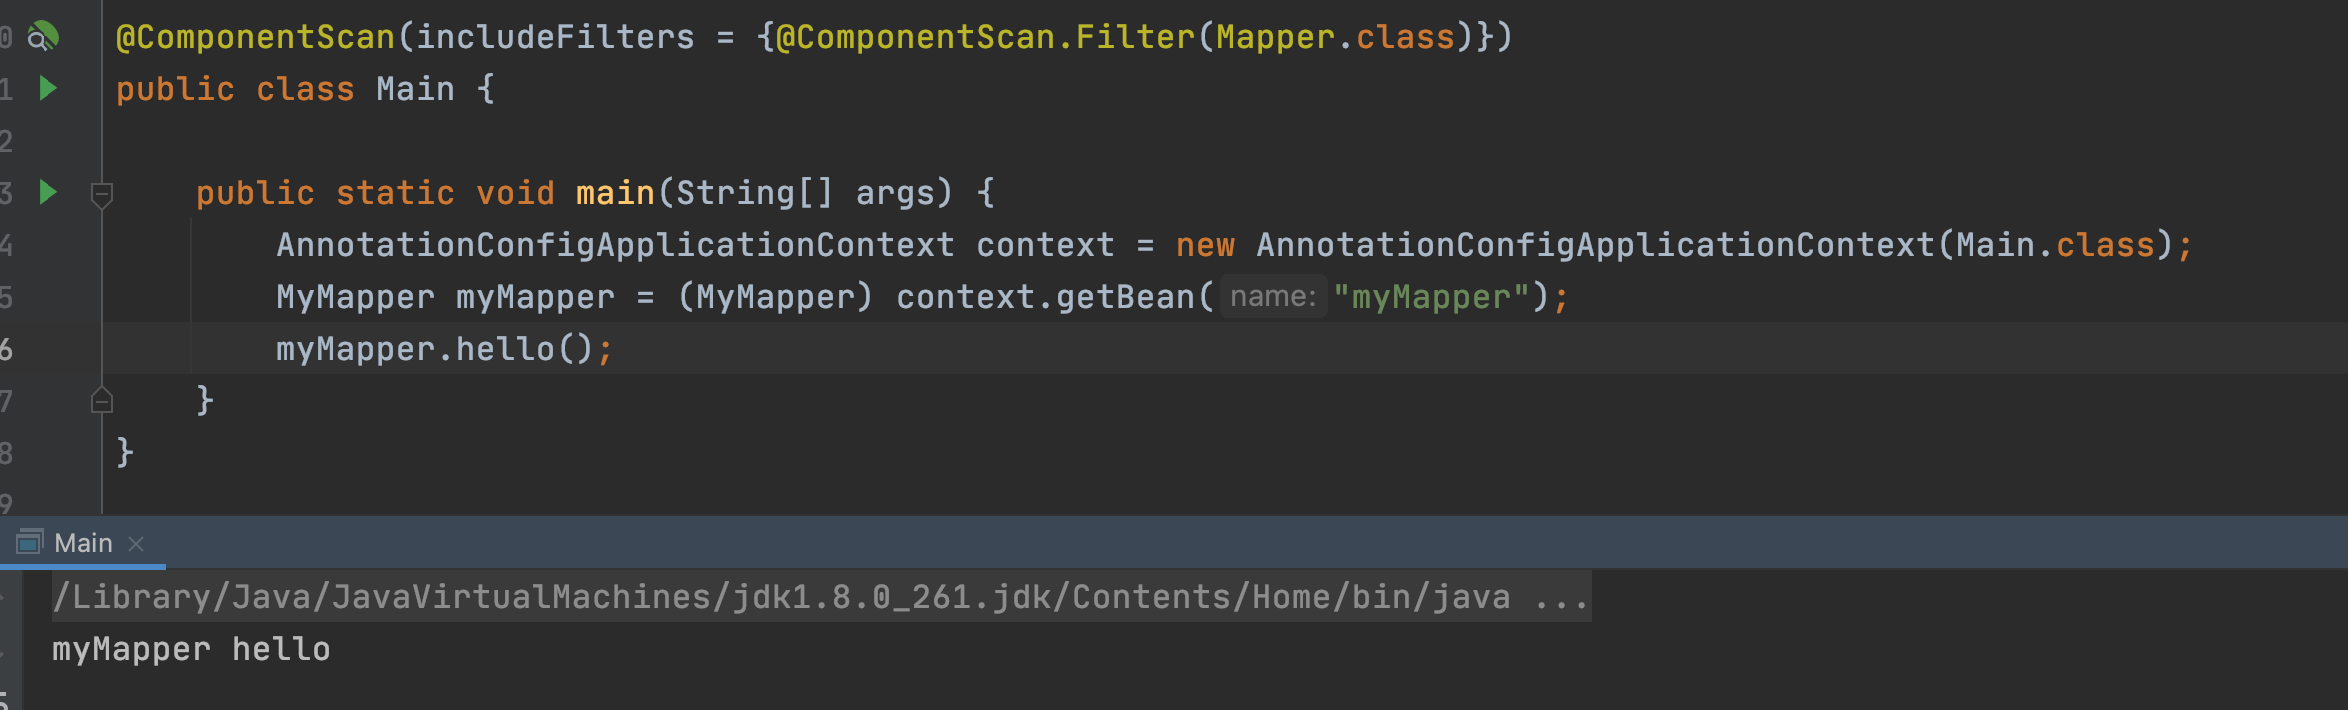 0 @ComponentScan(includeFilters = {@ComponentScan.Filter(Mapper.class)})
1 public class Main {
2
3 public static void main(String[] args) {
4 AnnotationConfigApplicationContext context = new AnnotationConfigApplicationContext(Main.class);
5 MyMapper myMapper = (MyMapper) context.getBean( name: "myMapper");
6 myMapper.hello();
7 }
8 }
9
Main
/Library/Java/JavaVirtualMachines/jdk1.8.0_261.jdk/Contents/Home/bin/java ...
myMapper hello